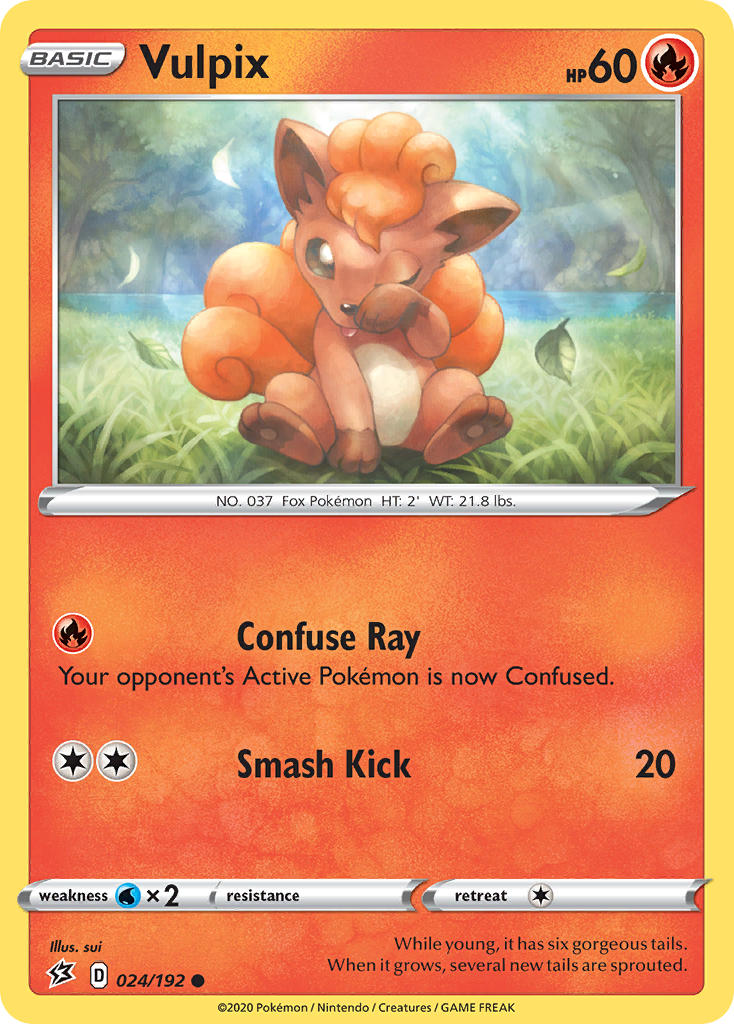 BASIC Vulpix HP60
NO. 037 Fox Pokémon HT: 2' WT: 21.8 lbs.
Confuse Ray
Your opponent's Active Pokémon is now Confused.
Smash Kick 20
weakness ×2 resistance retreat
Illus. sui
While young, it has six gorgeous tails.
When it grows, several new tails are sprouted.
D 024/192
©2020 Pokémon / Nintendo / Creatures / GAME FREAK